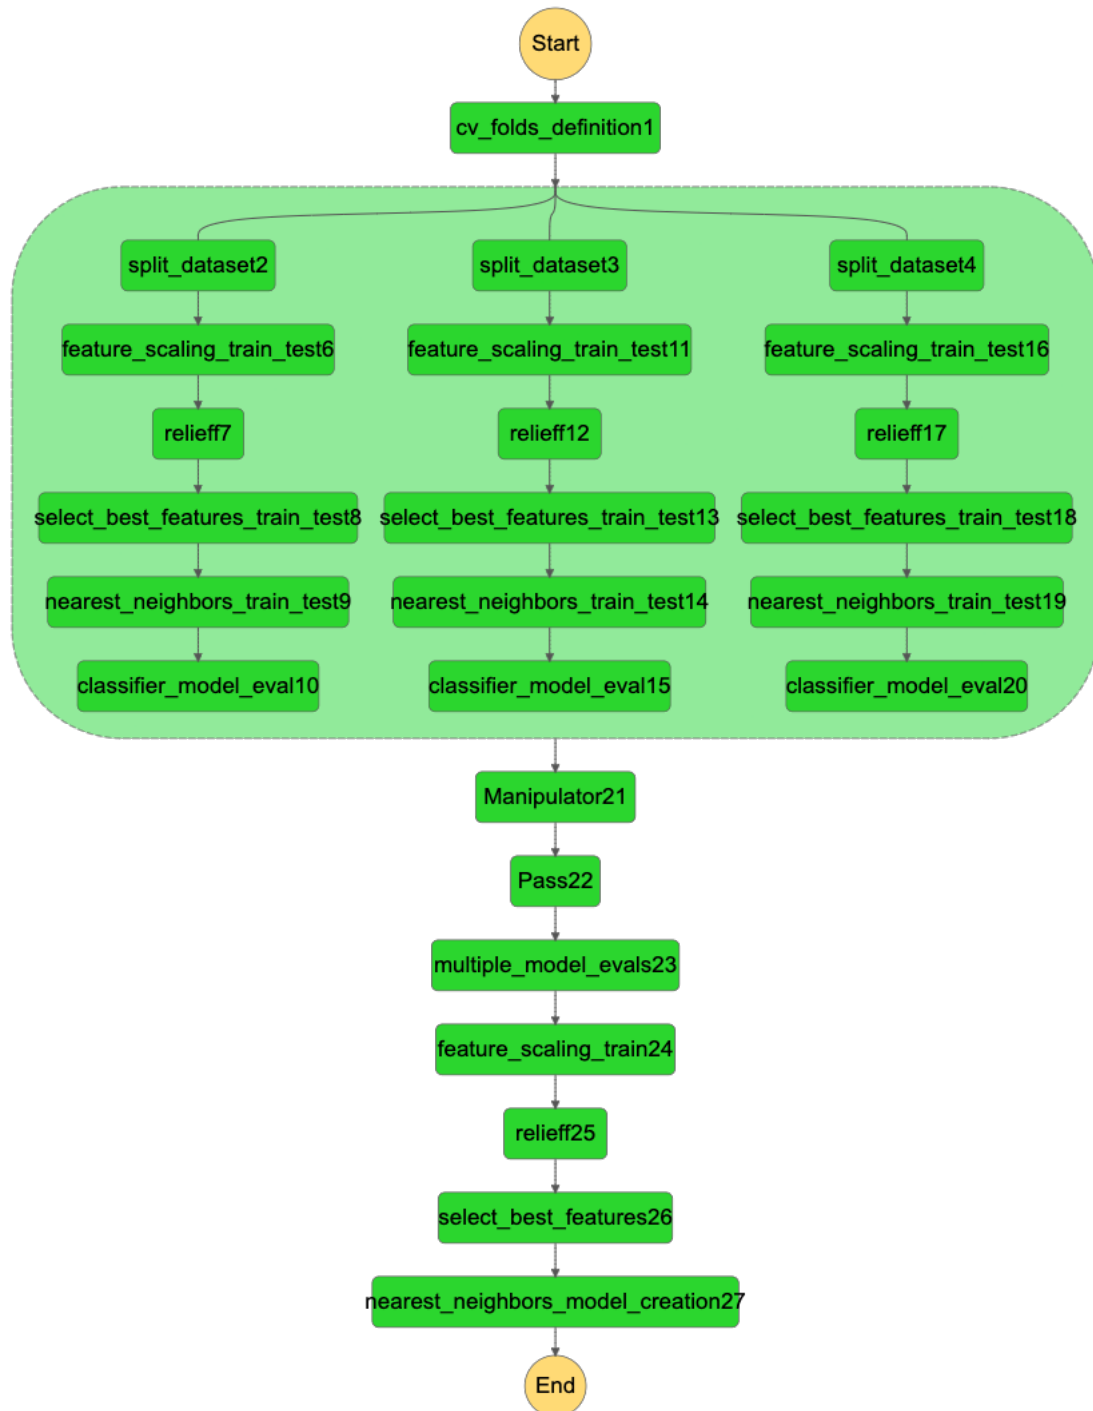 Start
cv_folds_definition1
split_dataset2
split_dataset3
split_dataset4
feature_scaling_train_test6
feature_scaling_train_test11
feature_scaling_train_test16
relieff7
relieff12
relieff17
select_best_features_train_test8
select_best_features_train_test13
select_best_features_train_test18
nearest_neighbors_train_test9
nearest_neighbors_train_test14
nearest_neighbors_train_test19
classifier_model_eval10
classifier_model_eval15
classifier_model_eval20
Manipulator21
Pass22
multiple_model_evals23
feature_scaling_train24
relieff25
select_best_features26
nearest_neighbors_model_creation27
End